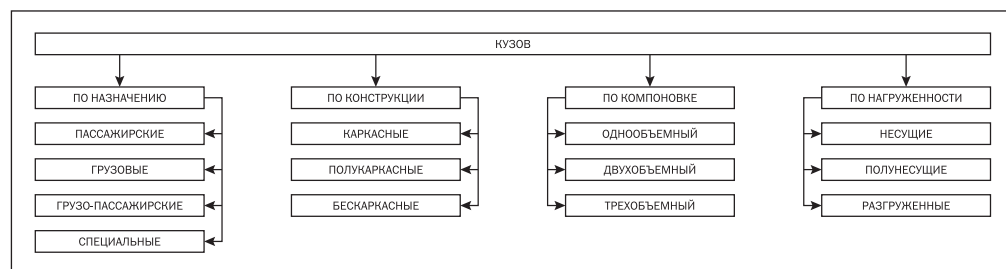 КУЗОВ
ПО НАЗНАЧЕНИЮ
ПАССАЖИРСКИЕ
ГРУЗОВЫЕ
ГРУЗО-ПАССАЖИРСКИЕ
СПЕЦИАЛЬНЫЕ
ПО КОНСТРУКЦИИ
КАРКАСНЫЕ
ПОЛУКАРКАСНЫЕ
БЕСКАРКАСНЫЕ
ПО КОМПОНОВКЕ
ОДНООБЪЕМНЫЙ
ДВУХОБЪЕМНЫЙ
ТРЕХОБЪЕМНЫЙ
ПО НАГРУЖЕННОСТИ
НЕСУЩИЕ
ПОЛУНЕСУЩИЕ
РАЗГРУЖЕННЫЕ